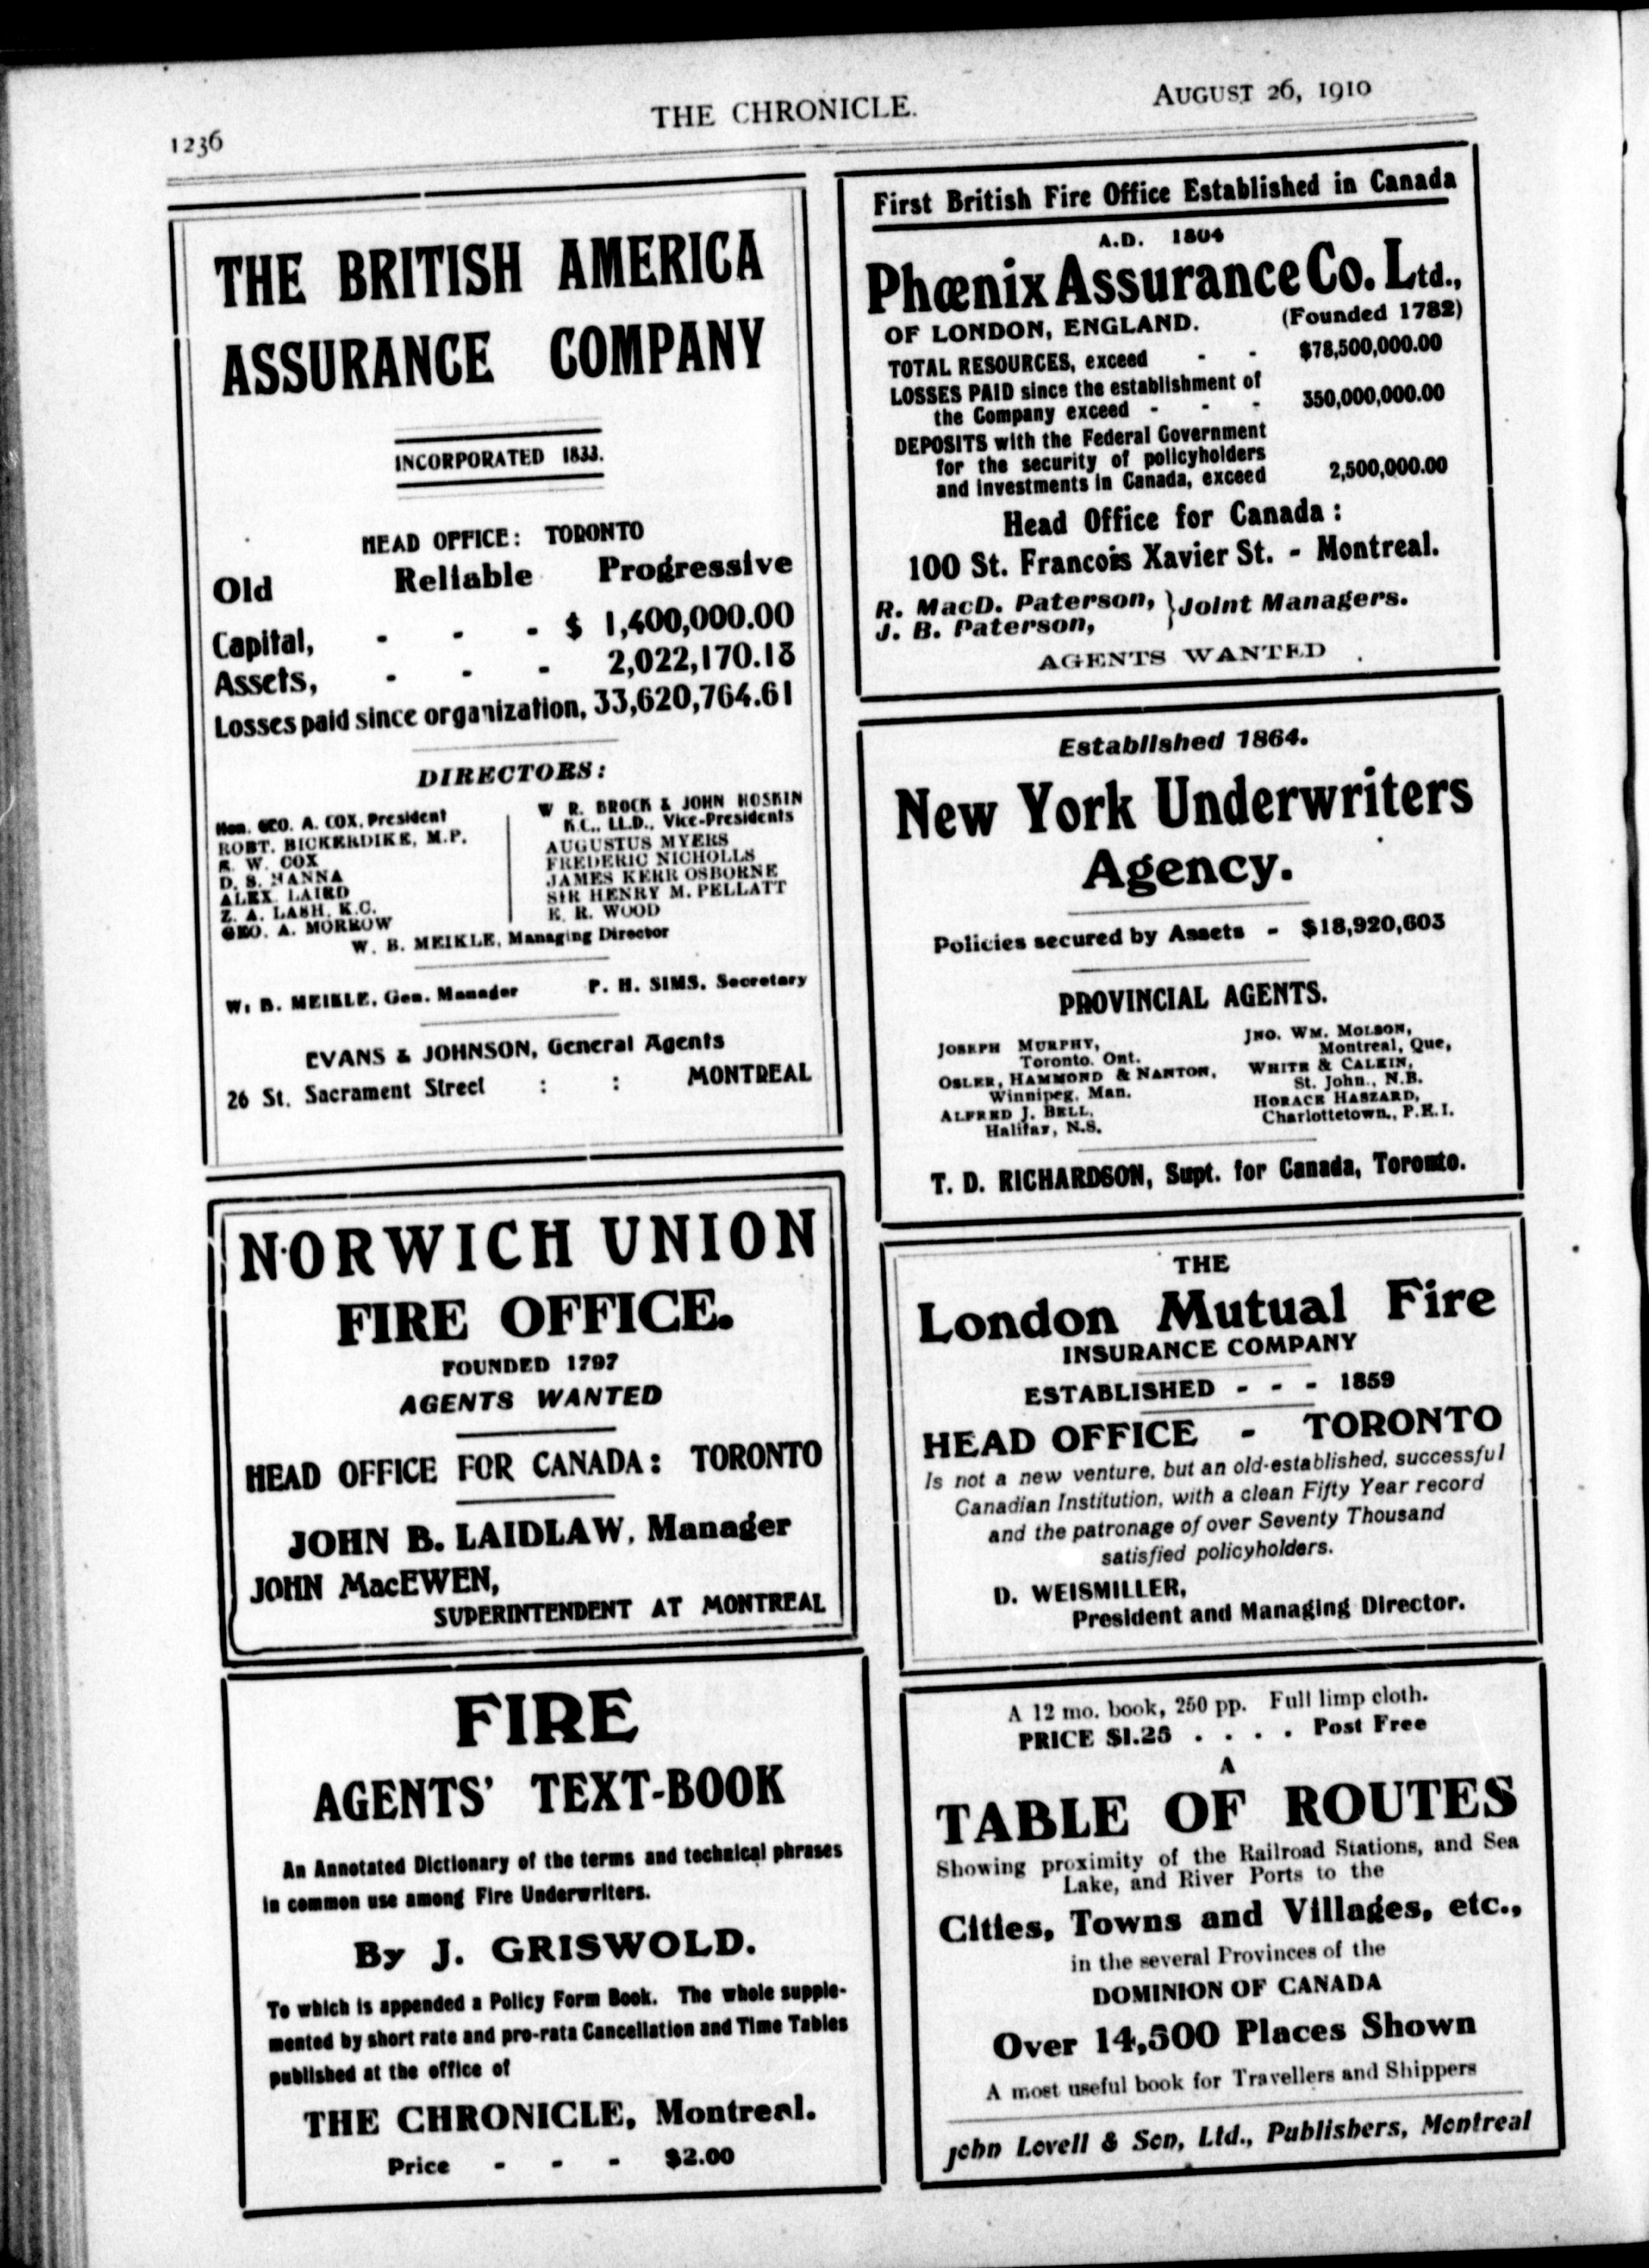 1236
THE CHRONICLE.
AUGUST 26, 1910
THE BRITISH AMERICA
ASSURANCE COMPANY
INCORPORATED 1833.
HEAD OFFICE: TORONTO
Old Reliable Progressive
Capital, - - - $ 1,400,000.00
Assets, - - - 2,022,170.18
Losses paid since organization, 33,620,764.61
DIRECTORS:
Hon. GEO. A. COX, President
ROBT. BICKERDIKE, M.P.
E. W. COX
D. B. HANNA
ALEX. LAIRD
Z. A. LASH, K.C.
GEO. A. MORROW
W. R. BROCK & JOHN HOSKIN
K.C., LL.D., Vice-Presidents
AUGUSTUS MYERS
FREDERIC NICHOLLS
JAMES KERR OSBORNE
SIR HENRY M. PELLATT
E. R. WOOD
W. B. MEIKLE, Managing Director
W. B. MEIKLE, Gen. Manager P. H. SIMS, Secretary
EVANS & JOHNSON, General Agents
26 St. Sacrament Street : : MONTREAL
NORWICH UNION
FIRE OFFICE.
FOUNDED 1797
AGENTS WANTED
HEAD OFFICE FOR CANADA: TORONTO
JOHN B. LAIDLAW, Manager
JOHN MacEWEN,
SUPERINTENDENT AT MONTREAL
FIRE
AGENTS' TEXT-BOOK
An Annotated Dictionary of the terms and technical phrases
in common use among Fire Underwriters.
By J. GRISWOLD.
To which is appended a Policy Form Book. The whole supple-
mented by short rate and pro-rata Cancellation and Time Tables
published at the office of
THE CHRONICLE, Montreal.
Price - - - $2.00
First British Fire Office Established in Canada
A.D. 1804
Phœnix Assurance Co. Ltd.,
OF LONDON, ENGLAND. (Founded 1782)
TOTAL RESOURCES, exceed - - $78,500,000.00
LOSSES PAID since the establishment of
the Company exceed - - - 350,000,000.00
DEPOSITS with the Federal Government
for the security of policyholders
and investments in Canada, exceed 2,500,000.00
Head Office for Canada :
100 St. Francois Xavier St. - Montreal.
R. MacD. Paterson, } Joint Managers.
J. B. Paterson,
AGENTS WANTED
Established 1864.
New York Underwriters
Agency.
Policies secured by Assets - $18,920,603
PROVINCIAL AGENTS.
JOSEPH MURPHY,
Toronto. Ont.
OSLER, HAMMOND & NANTON,
Winnipeg, Man.
ALFRED J. BELL,
Halifax, N.S.
JNO. WM. MOLSON,
Montreal, Que,
WHITE & CALKIN,
St. John., N.B.
HORACE HASZARD,
Charlottetown., P.E.I.
T. D. RICHARDSON, Supt. for Canada, Toronto.
THE
London Mutual Fire
INSURANCE COMPANY
ESTABLISHED - - - 1859
HEAD OFFICE - TORONTO
Is not a new venture, but an old-established, successful
Canadian Institution, with a clean Fifty Year record
and the patronage of over Seventy Thousand
satisfied policyholders.
D. WEISMILLER,
President and Managing Director.
A 12 mo. book, 250 pp. Full limp cloth.
PRICE $1.25 . . . . Post Free
A
TABLE OF ROUTES
Showing proximity of the Railroad Stations, and Sea
Lake, and River Ports to the
Cities, Towns and Villages, etc.,
in the several Provinces of the
DOMINION OF CANADA
Over 14,500 Places Shown
A most useful book for Travellers and Shippers
John Lovell & Son, Ltd., Publishers, Montreal